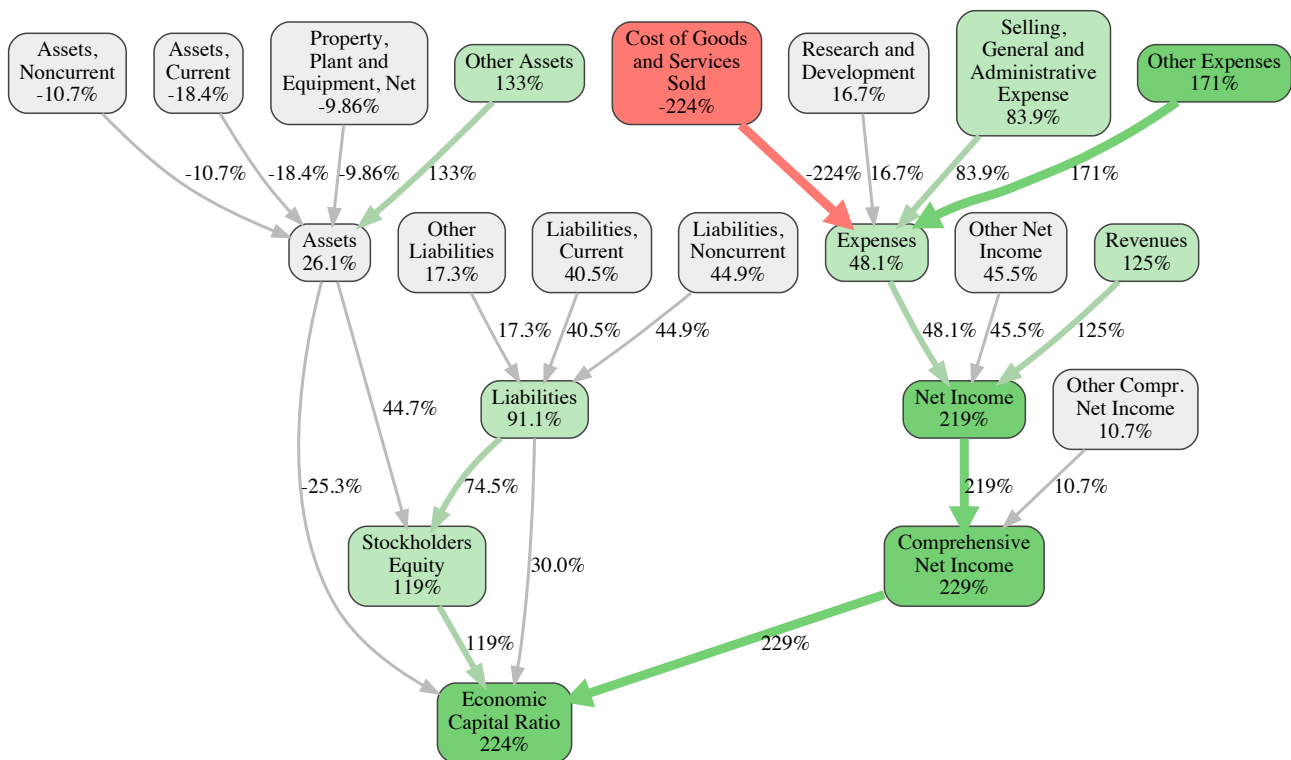 Assets,
Noncurrent
-10.7%
Assets,
Current
-18.4%
Property,
Plant and
Equipment, Net
-9.86%
Other Assets
133%
Cost of Goods
and Services
Sold
-224%
Research and
Development
16.7%
Selling,
General and
Administrative
Expense
83.9%
Other Expenses
171%
-10.7%
-18.4%
-9.86%
133%
-224%
16.7%
83.9%
171%
Assets
26.1%
Other
Liabilities
17.3%
Liabilities,
Current
40.5%
Liabilities,
Noncurrent
44.9%
Expenses
48.1%
Other Net
Income
45.5%
Revenues
125%
17.3%
40.5%
44.9%
48.1%
45.5%
125%
44.7%
Liabilities
91.1%
Net Income
219%
Other Compr.
Net Income
10.7%
-25.3%
74.5%
219%
10.7%
Stockholders
Equity
119%
30.0%
Comprehensive
Net Income
229%
119%
229%
Economic
Capital Ratio
224%